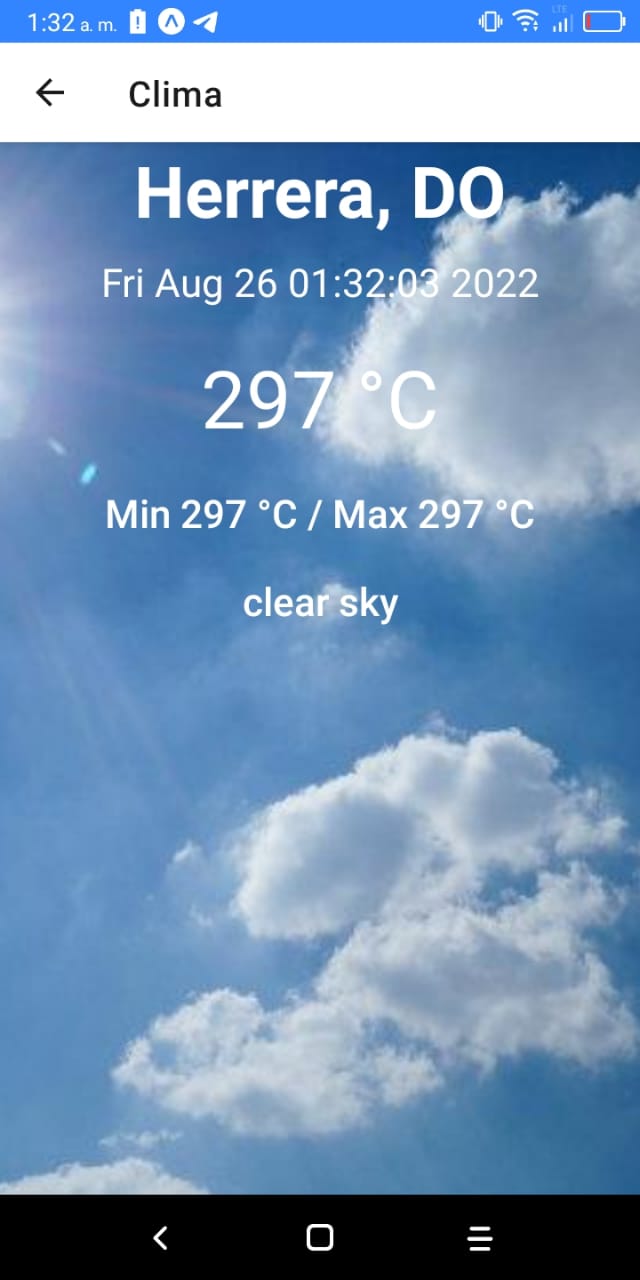 1:32 a. m.
LTE
Clima
Herrera, DO
Fri Aug 26 01:32:03 2022
297 °C
Min 297 °C / Max 297 °C
clear sky